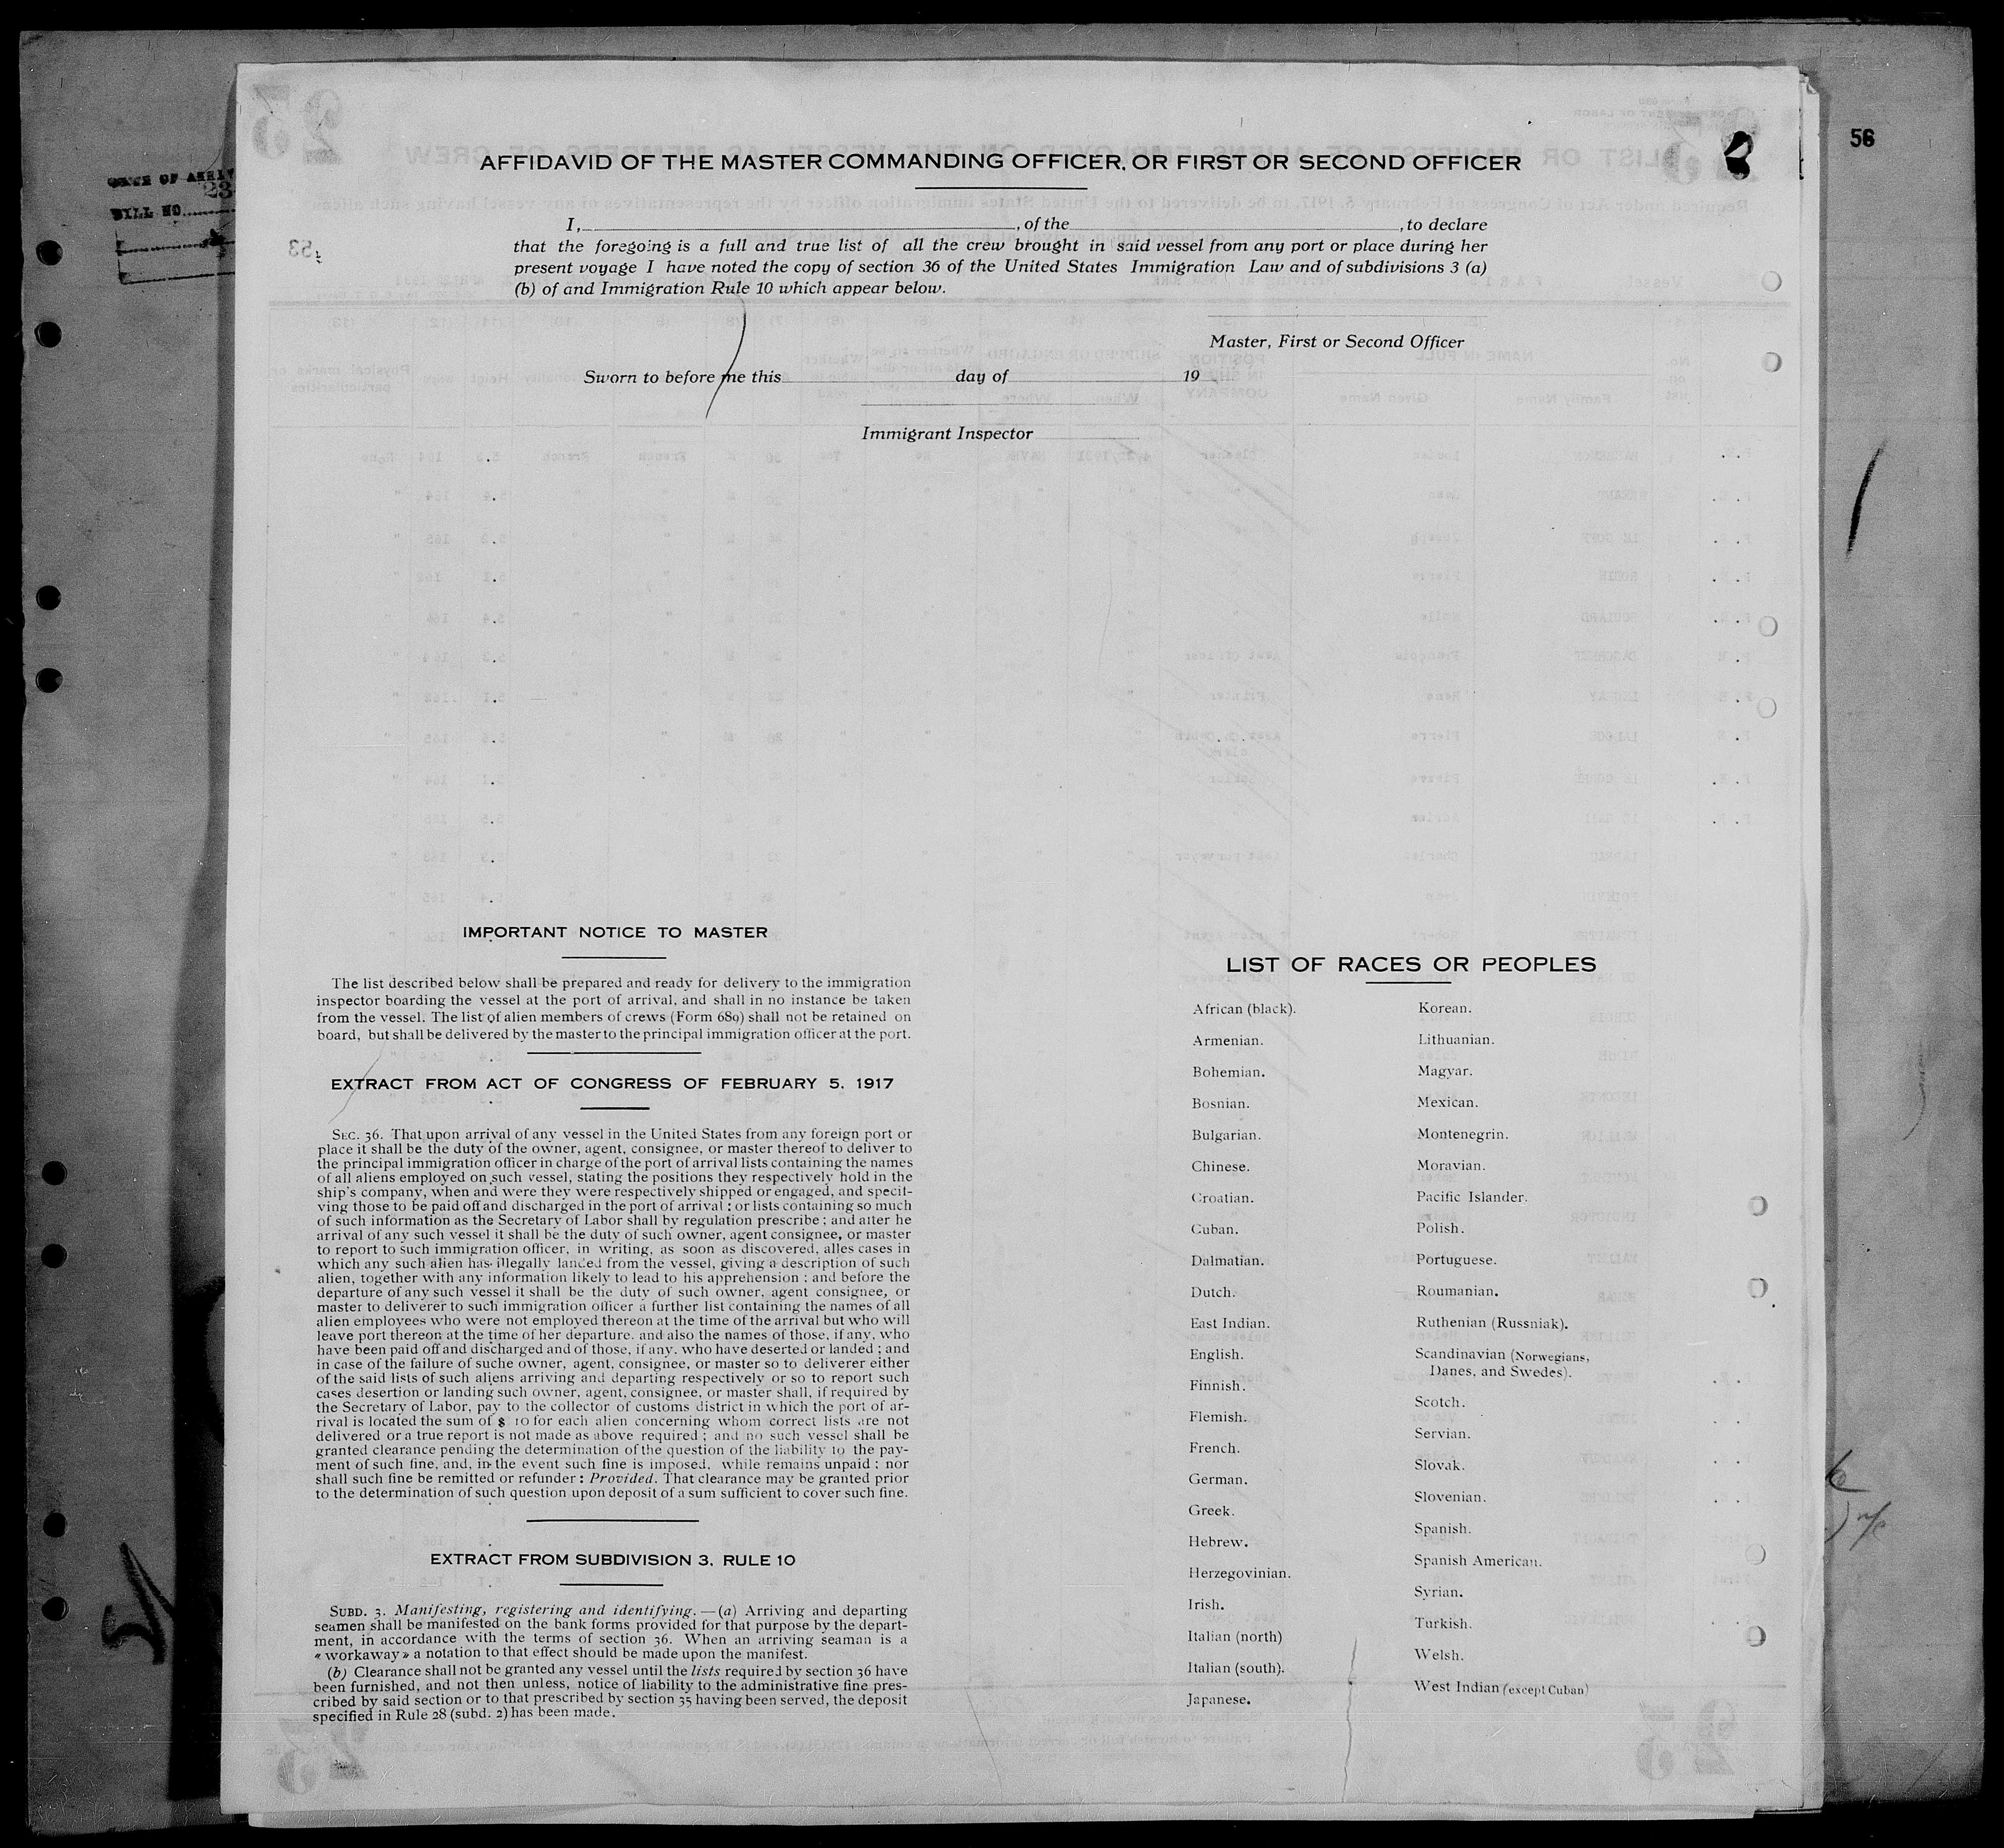 56
BILL NO
AFFIDAVID OF THE MASTER COMMANDING OFFICER, OR FIRST OR SECOND OFFICER
I, , of the , to declare
that the foregoing is a full and true list of all the crew brought in said vessel from any port or place during her
present voyage I have noted the copy of section 36 of the United States Immigration Law and of subdivisions 3 (a)
(b) of and Immigration Rule 10 which appear below.
Master, First or Second Officer
Sworn to before me this day of 19
Immigrant Inspector
IMPORTANT NOTICE TO MASTER
The list described below shall be prepared and ready for delivery to the immigration
inspector boarding the vessel at the port of arrival, and shall in no instance be taken
from the vessel. The list of alien members of crews (Form 689) shall not be retained on
board, but shall be delivered by the master to the principal immigration officer at the port.
EXTRACT FROM ACT OF CONGRESS OF FEBRUARY 5, 1917
SEC. 36. That upon arrival of any vessel in the United States from any foreign port or
place it shall be the duty of the owner, agent, consignee, or master thereof to deliver to
the principal immigration officer in charge of the port of arrival lists containing the names
of all aliens employed on such vessel, stating the positions they respectively hold in the
ship's company, when and were they were respectively shipped or engaged, and specit-
ving those to be paid off and discharged in the port of arrival ; or lists containing so much
of such information as the Secretary of Labor shall by regulation prescribe ; and alter he
arrival of any such vessel it shall be the duty of such owner, agent consignee, or master
to report to such immigration officer, in writing, as soon as discovered, alles cases in
which any such alien has illegally landed from the vessel, giving a description of such
alien, together with any information likely to lead to his apprehension ; and before the
departure of any such vessel it shall be the duty of such owner, agent consignee, or
master to deliverer to such immigration officer a further list containing the names of all
alien employees who were not employed thereon at the time of the arrival but who will
leave port thereon at the time of her departure. and also the names of those, if any, who
have been paid off and discharged and of those, if any. who have deserted or landed ; and
in case of the failure of suche owner, agent, consignee, or master so to deliverer either
of the said lists of such aliens arriving and departing respectively or so to report such
cases desertion or landing such owner, agent, consignee, or master shall, if required by
the Secretary of Labor, pay to the collector of customs district in which the port of ar-
rival is located the sum of $ 10 for each alien concerning whom correct lists are not
delivered or a true report is not made as above required ; and no such vessel shall be
granted clearance pending the determination of the question of the liability to the pay-
ment of such fine, and, in the event such fine is imposed. while remains unpaid ; nor
shall such fine be remitted or refunder : Provided. That clearance may be granted prior
to the determination of such question upon deposit of a sum sufficient to cover such fine.
EXTRACT FROM SUBDIVISION 3. RULE 10
SUBD. 3. Manifesting, registering and identifying. — (a) Arriving and departing
seamen shall be manifested on the bank forms provided for that purpose by the depart-
ment, in accordance with the terms of section 36. When an arriving seaman is a
« workaway » a notation to that effect should be made upon the manifest.
(b) Clearance shall not be granted any vessel until the lists required by section 36 have
been furnished, and not then unless, notice of liability to the administrative fine pres-
cribed by said section or to that prescribed by section 35 having been served, the deposit
specified in Rule 28 (subd. 2) has been made.
LIST OF RACES OR PEOPLES
African (black).
Armenian.
Bohemian.
Bosnian.
Bulgarian.
Chinese.
Croatian.
Cuban.
Dalmatian.
Dutch.
East Indian.
English.
Finnish.
Flemish.
French.
German.
Greek.
Hebrew.
Herzegovinian.
Irish.
Italian (north)
Italian (south).
Japanese.
Korean.
Lithuanian.
Magyar.
Mexican.
Montenegrin.
Moravian.
Pacific Islander.
Polish.
Portuguese.
Roumanian.
Ruthenian (Russniak).
Scandinavian (Norwegians,
Danes, and Swedes).
Scotch.
Servian.
Slovak.
Slovenian.
Spanish.
Spanish American.
Syrian.
Turkish.
Welsh.
West Indian (except Cuban)